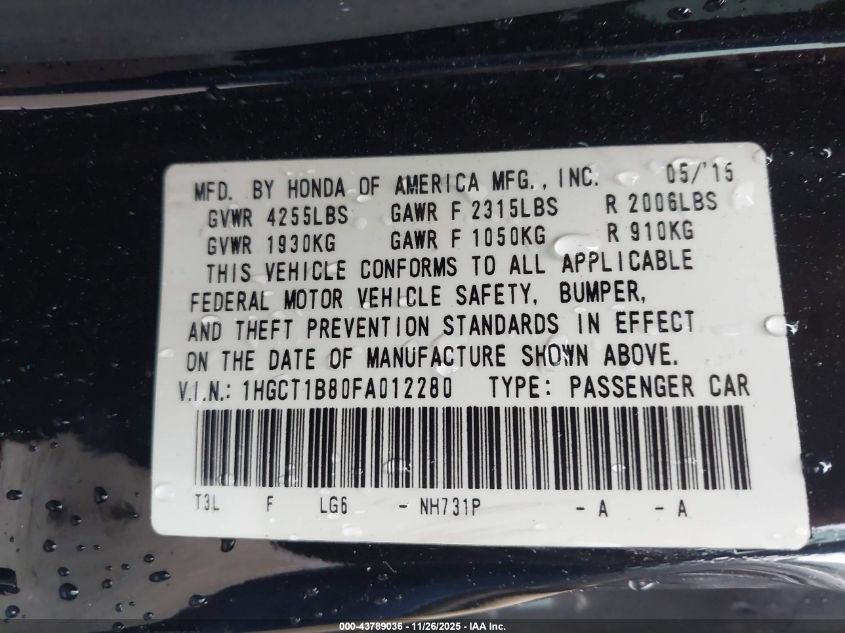 MFD. BY HONDA OF AMERICA MFG., INC. 05/'15
GVWR 4255LBS GAWR F 2315LBS R 2006LBS
GVWR 1930KG GAWR F 1050KG R 910KG
THIS VEHICLE CONFORMS TO ALL APPLICABLE
FEDERAL MOTOR VEHICLE SAFETY, BUMPER,
AND THEFT PREVENTION STANDARDS IN EFFECT
ON THE DATE OF MANUFACTURE SHOWN ABOVE.
V.I.N.: 1HGCT1B80FA012280 TYPE: PASSENGER CAR
T3L F LG6 - NH731P - A - A
000-43789036 - 11/26/2025 - IAA Inc.